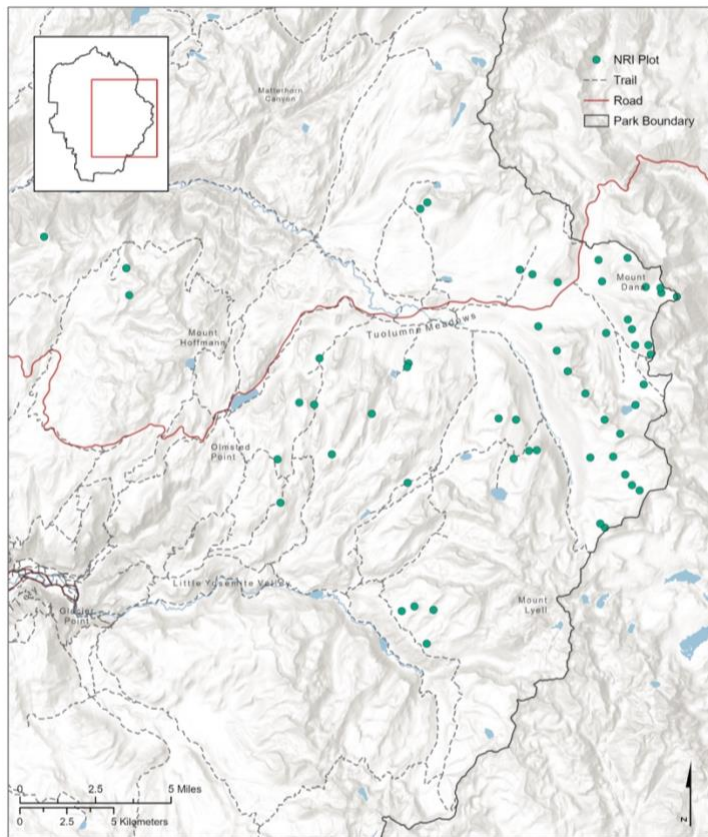 NRI Plot
Trail
Road
Park Boundary
Matterhorn
Canyon
Mount
Dana
Tuolumne Meadows
Mount
Hoffmann
Olmsted
Point
Little Yosemite Valley
Glacier
Point
Mount
Lyell
0 2.5 5 Miles
0 2.5 5 Kilometers
N